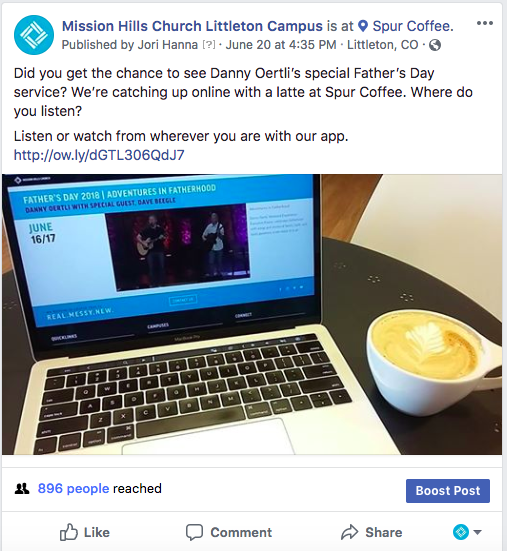 Mission Hills Church Littleton Campus is at Spur Coffee.
Published by Jori Hanna [?] · June 20 at 4:35 PM · Littleton, CO ·
Did you get the chance to see Danny Oertli's special Father's Day
service? We're catching up online with a latte at Spur Coffee. Where do
you listen?
Listen or watch from wherever you are with our app.
http://ow.ly/dGTL306QdJ7
FATHER'S DAY 2018 | ADVENTURES IN FATHERHOOD
DANNY OERTLI WITH SPECIAL GUEST: DAVE BEEGLE
JUNE
16/17
CONTACT US
REAL.MESSY.NEW.
QUICKLINKS
CAMPUSES
CONNECT
MacBook Pro
896 people reached
Boost Post
Like
Comment
Share